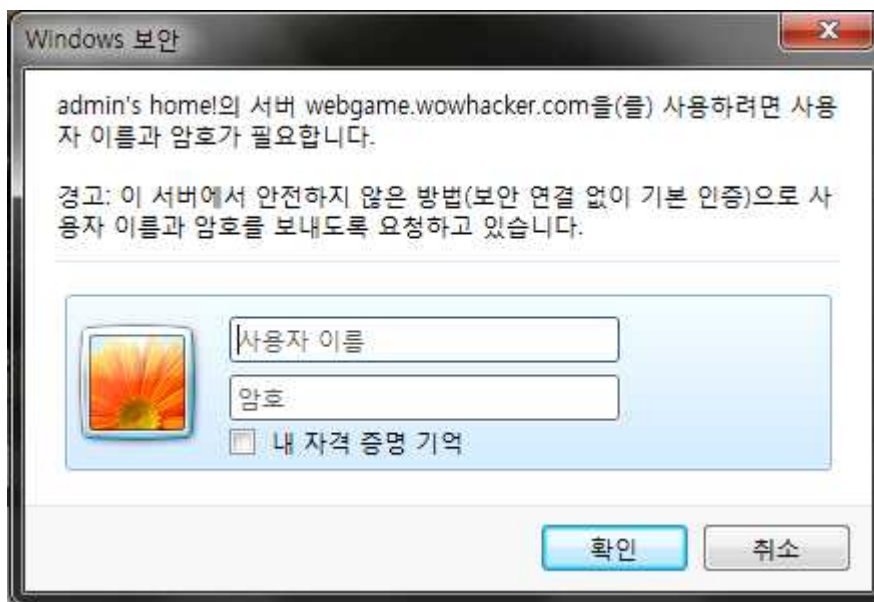 Windows 보안
admin's home!의 서버 webgame.wowhacker.com을(를) 사용하려면 사용
자 이름과 암호가 필요합니다.
경고: 이 서버에서 안전하지 않은 방법(보안 연결 없이 기본 인증)으로 사
용자 이름과 암호를 보내도록 요청하고 있습니다.
사용자 이름
암호
내 자격 증명 기억
확인
취소